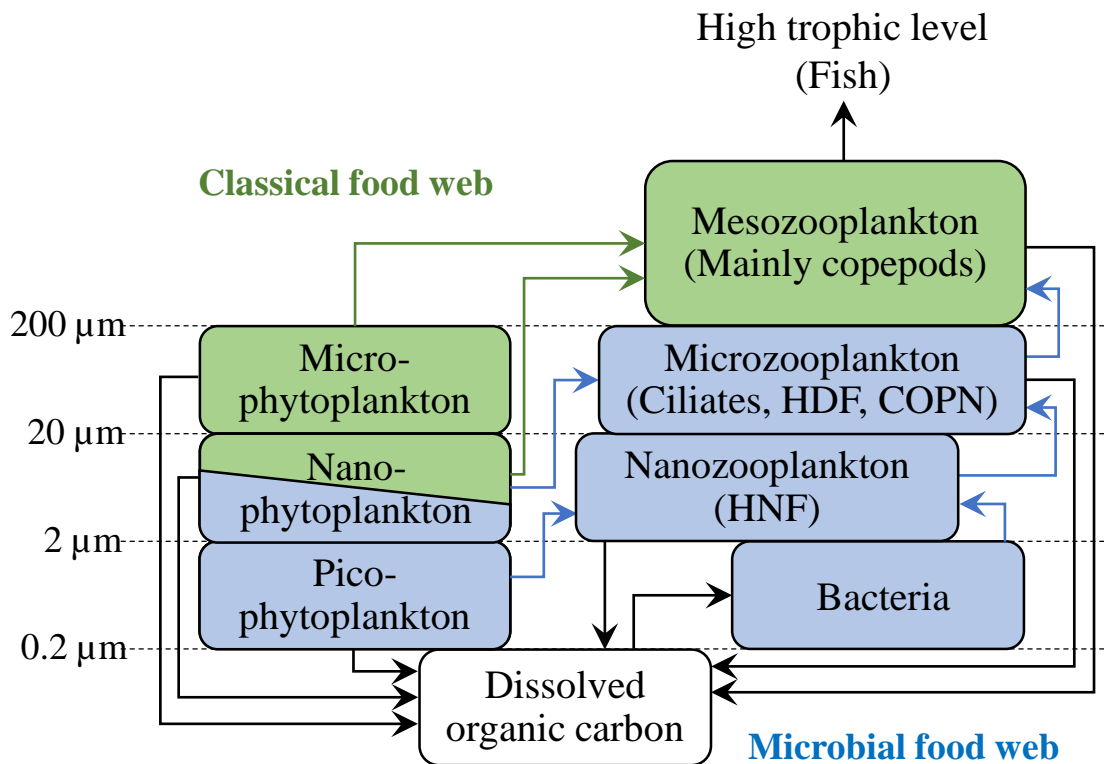 High trophic level
(Fish)
Classical food web
Mesozooplankton
(Mainly copepods)
200 µm
Micro-
phytoplankton
Microzooplankton
(Ciliates, HDF, COPN)
20 µm
Nano-
phytoplankton
Nanozooplankton
(HNF)
2 µm
Pico-
phytoplankton
Bacteria
0.2 µm
Dissolved
organic carbon
Microbial food web